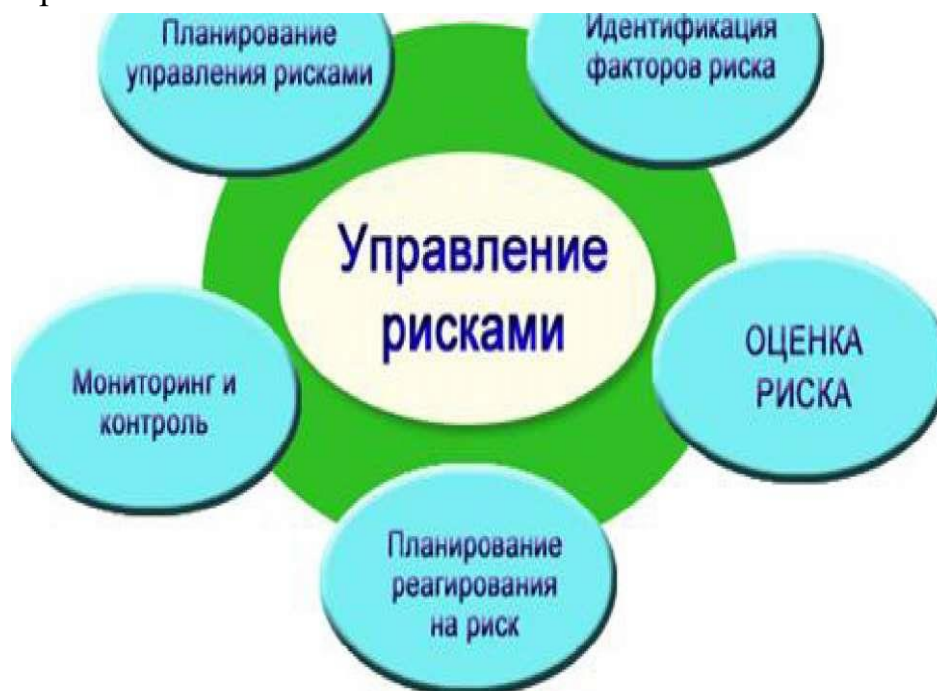 Планирование
управления рисками
Идентификация
факторов риска
Управление
рисками
ОЦЕНКА
РИСКА
Мониторинг и
контроль
Планирование
реагирования
на риск